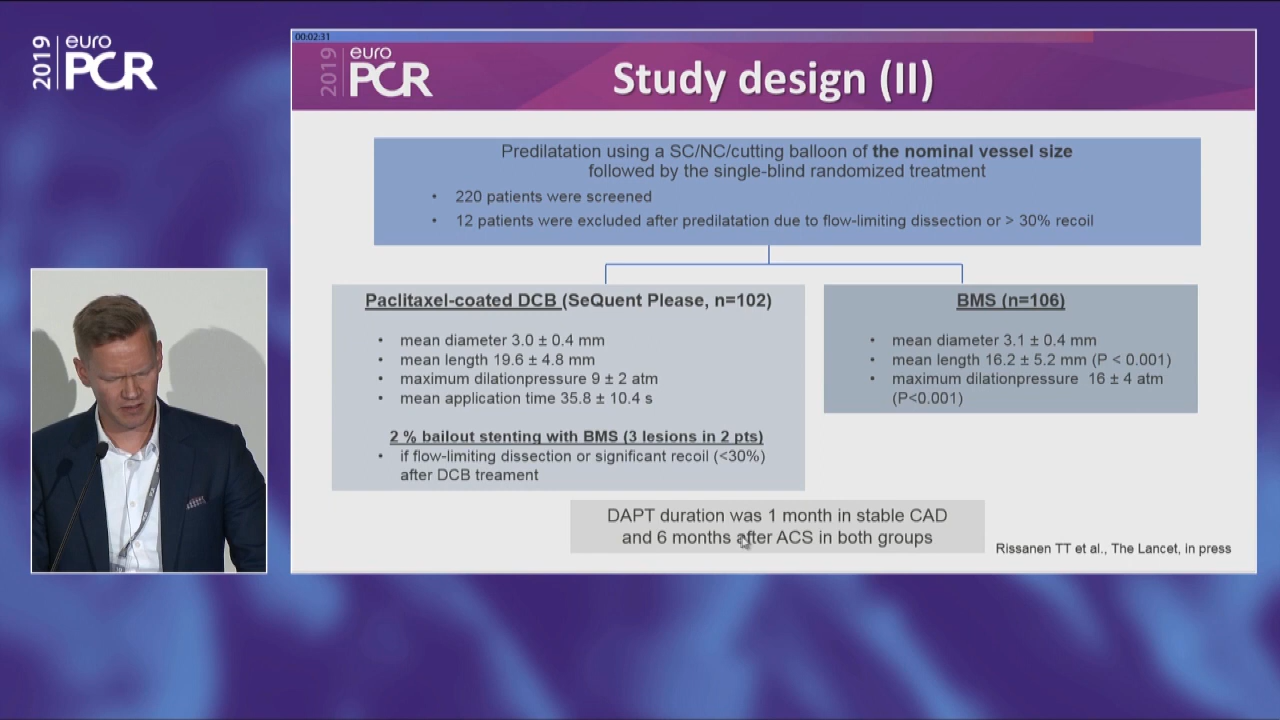 2019
euro
PCR
00:02:31
2019
euro
PCR
Study design (II)
Predilatation using a SC/NC/cutting balloon of the nominal vessel size
followed by the single-blind randomized treatment
• 220 patients were screened
• 12 patients were excluded after predilatation due to flow-limiting dissection or > 30% recoil
Paclitaxel-coated DCB (SeQuent Please, n=102)
• mean diameter 3.0 ± 0.4 mm
• mean length 19.6 ± 4.8 mm
• maximum dilationpressure 9 ± 2 atm
• mean application time 35.8 ± 10.4 s
2 % bailout stenting with BMS (3 lesions in 2 pts)
• if flow-limiting dissection or significant recoil (<30%)
after DCB treament
BMS (n=106)
• mean diameter 3.1 ± 0.4 mm
• mean length 16.2 ± 5.2 mm (P < 0.001)
• maximum dilationpressure 16 ± 4 atm
(P<0.001)
DAPT duration was 1 month in stable CAD
and 6 months after ACS in both groups
Rissanen TT et al., The Lancet, in press